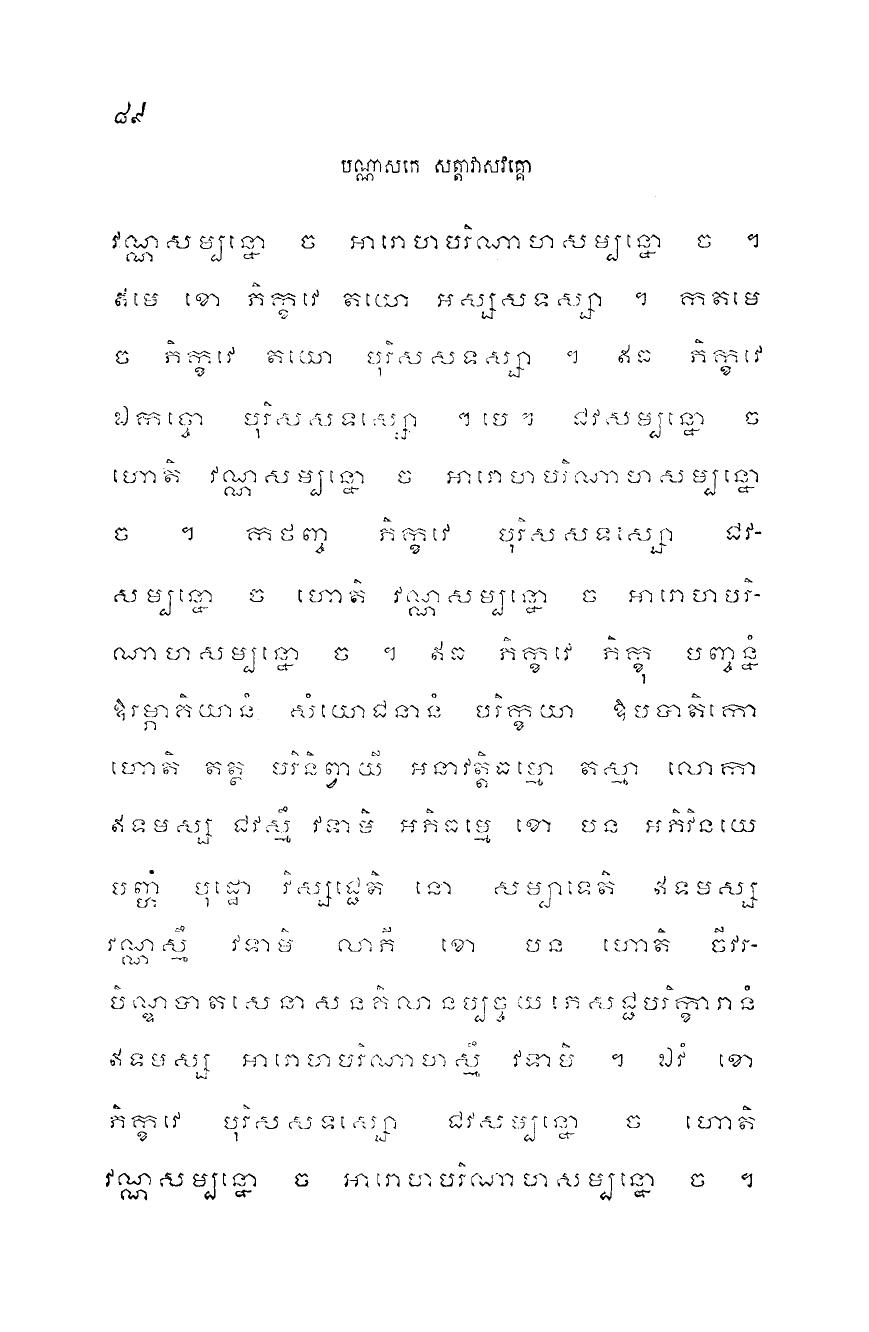 ៨៩
បណ្ណាសកេ សត្តាវាសវគ្គោ
វណ្ណសម្បន្នោ ច អារោហបរិណាហសម្បន្នោ ច ។
ឥមេ ខោ ភិក្ខវេ តយោ អស្សសទស្សា ។ កតមេ
ច ភិក្ខវេ តយោ បុរិសសទស្សា ។ ឥធ ភិក្ខវេ
ឯកច្ចោ បុរិសសទស្សោ ។ បេ ។ ជវសម្បន្នោ ច
ហោតិ វណ្ណសម្បន្នោ ច អារោហបរិណាហសម្បន្នោ
ច ។ កថញ្ច ភិក្ខវេ បុរិសសទស្សោ ជវ-
សម្បន្នោ ច ហោតិ វណ្ណសម្បន្នោ ច អារោហបរិ-
ណាហសម្បន្នោ ច ។ ឥធ ភិក្ខវេ ភិក្ខុ បញ្ចន្នំ
ឱរម្ភាគិយានំ សំយោជនានំ បរិក្ខយា ឱបបាតិកោ
ហោតិ តត្ថ បរិនិព្វាយី អនាវត្តិធម្មោ តស្មា លោកា
ឥទមស្ស ជវស្មឹ វទាមិ អភិធម្មេ ខោ បន អភិវិនយេ
បញ្ហំ បុដ្ឋោ វិស្សជ្ជេតិ នោ សម្បាទេតិ ឥទមស្ស
វណ្ណស្មឹ វទាមិ លាភី ខោ បន ហោតិ ចីវរ-
បិណ្ឌបាតសេនាសនគិលានប្បច្ចយភេសជ្ជបរិក្ខារានំ
ឥទមស្ស អារោហបរិណាហស្មឹ វទាមិ ។ ឯវំ ខោ
ភិក្ខវេ បុរិសសទស្សោ ជវសម្បន្នោ ច ហោតិ
វណ្ណសម្បន្នោ ច អារោហបរិណាហសម្បន្នោ ច ។